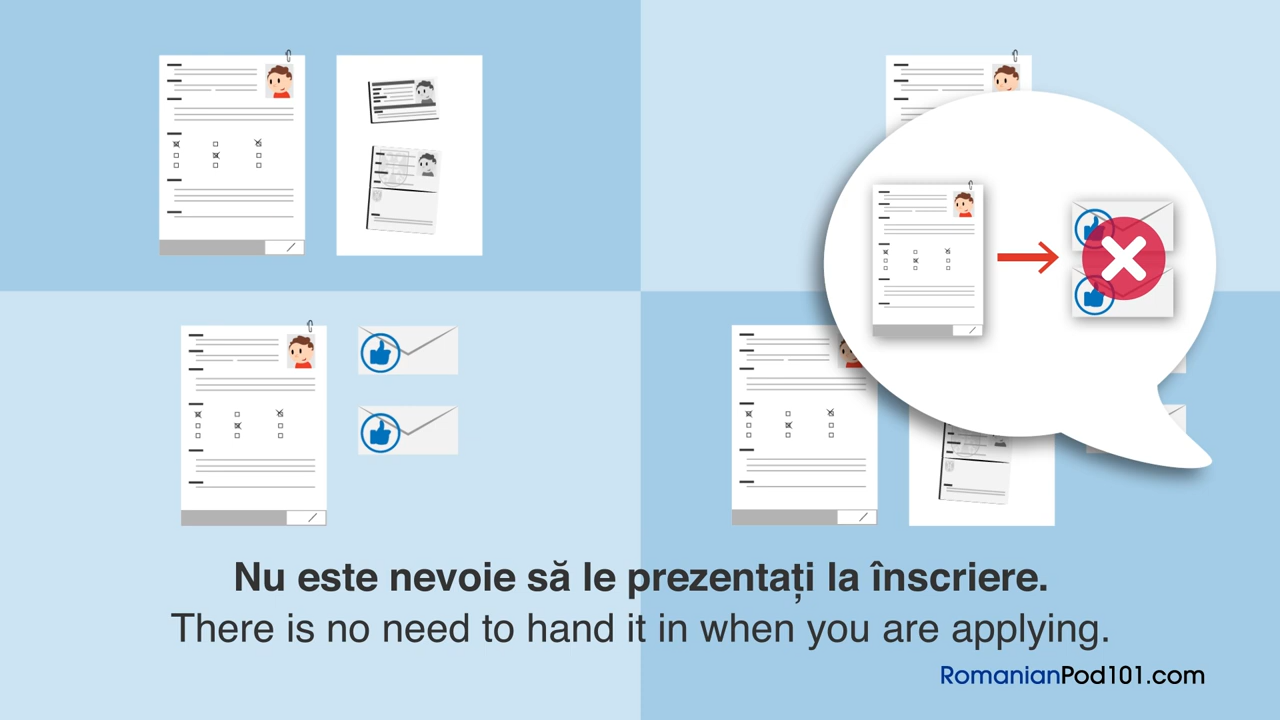 Nu este nevoie să le prezentați la înscriere.
There is no need to hand it in when you are applying.
RomanianPod101.com